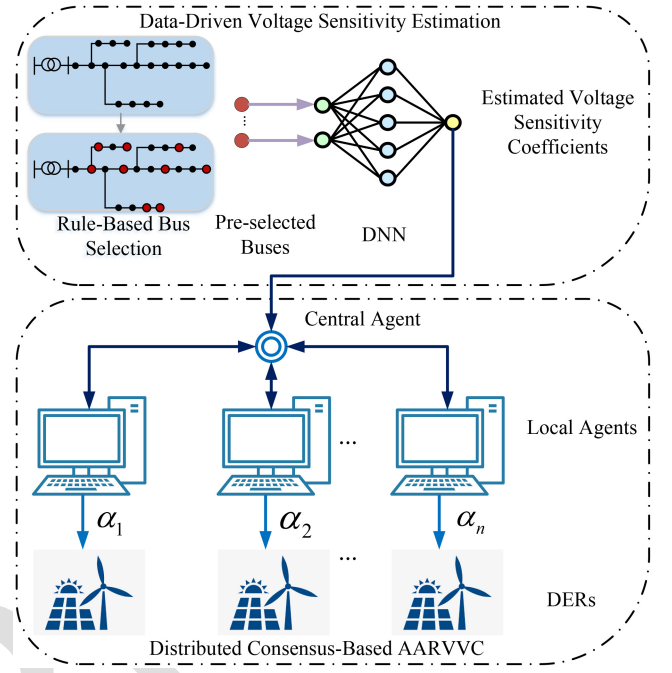 Data-Driven Voltage Sensitivity Estimation
Estimated Voltage
Sensitivity
Coefficients
Rule-Based Bus
Selection
Pre-selected
Buses
DNN
Central Agent
Local Agents
...
α₁
α₂
αₙ
...
DERs
Distributed Consensus-Based AARVVC